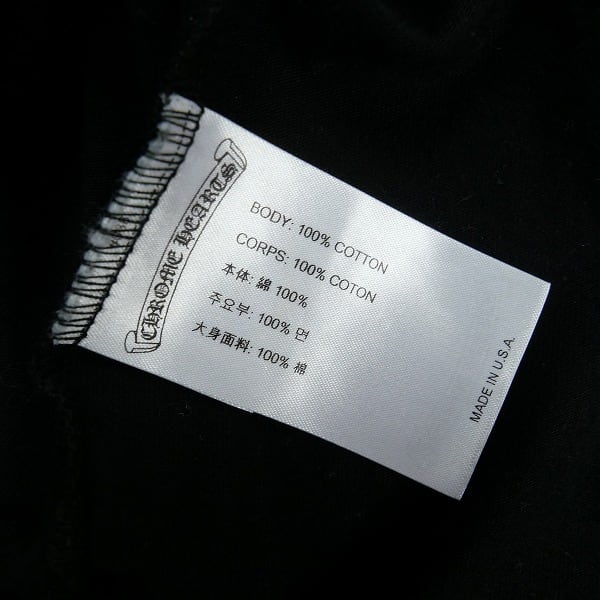 CHROME HEARTS
BODY: 100% COTTON
CORPS: 100% COTON
本体: 綿 100%
주요부: 100% 면
大身面料: 100% 棉
MADE IN U.S.A.